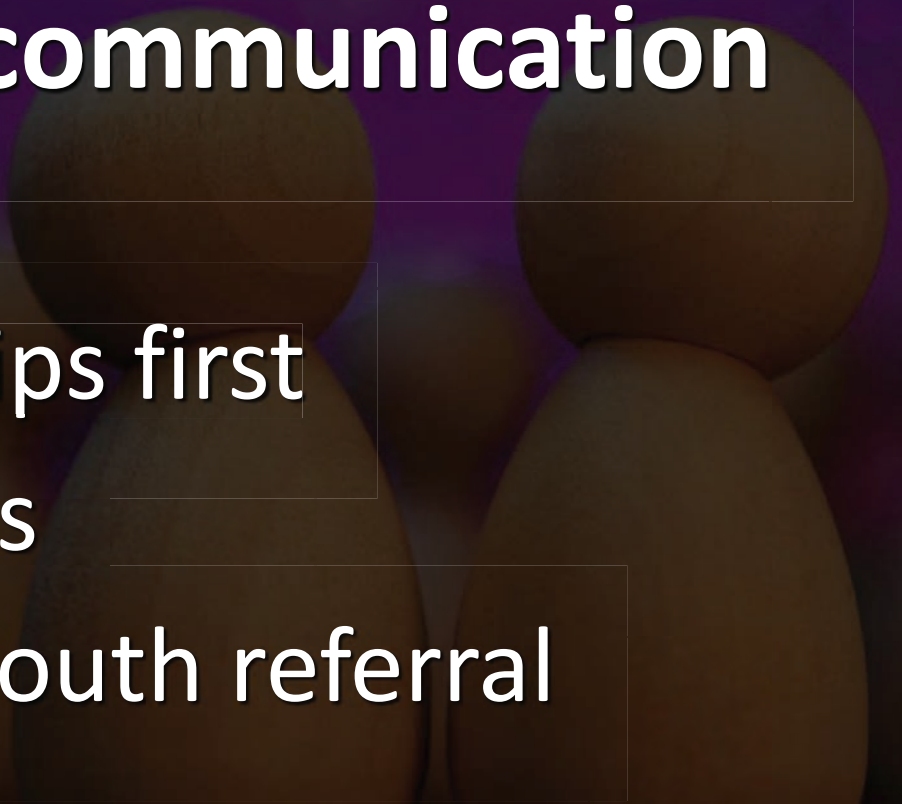 communication
ips first
s
outh referral